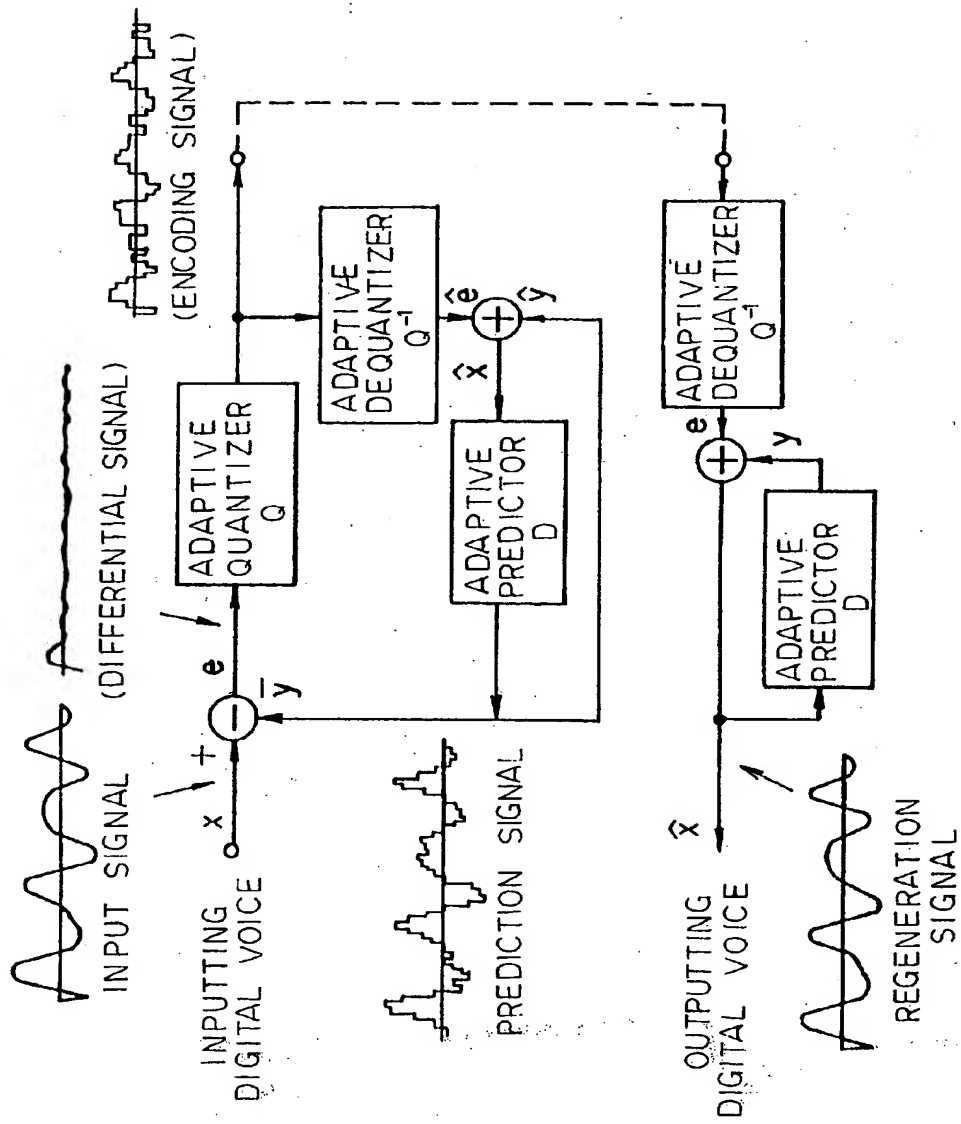 INPUT SIGNAL
(DIFFERENTIAL SIGNAL)
(ENCODING SIGNAL)
INPUTTING
DIGITAL VOICE
x
+
−
e
y̅
ADAPTIVE
QUANTIZER
Q
ADAPTIVE
DEQUANTIZER
Q⁻¹
ê
+
ŷ
x̂
ADAPTIVE
PREDICTOR
D
PREDICTION SIGNAL
OUTPUTTING
DIGITAL VOICE
x̂
e
+
y
ADAPTIVE
DEQUANTIZER
Q⁻¹
ADAPTIVE
PREDICTOR
D
REGENERATION
SIGNAL